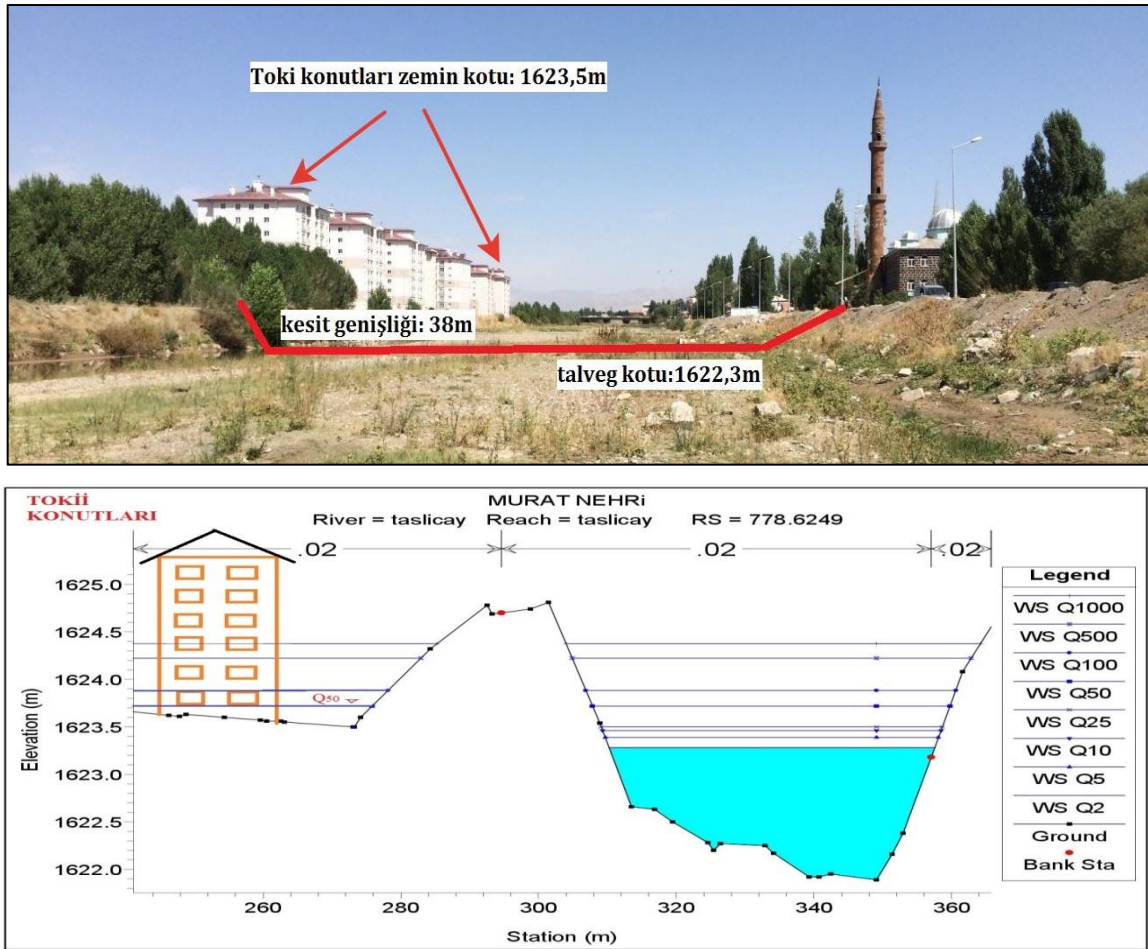 Toki konutları zemin kotu: 1623,5m
kesit genişliği: 38m
talveg kotu:1622,3m
TOKİİ
KONUTLARI
MURAT NEHRİ
River = taslicay Reach = taslicay RS = 778.6249
.02
.02
.02
Elevation (m)
1625.0
1624.5
1624.0
1623.5
1623.0
1622.5
1622.0
Q50
260
280
300
320
340
360
Station (m)
Legend
WS Q1000
WS Q500
WS Q100
WS Q50
WS Q25
WS Q10
WS Q5
WS Q2
Ground
Bank Sta